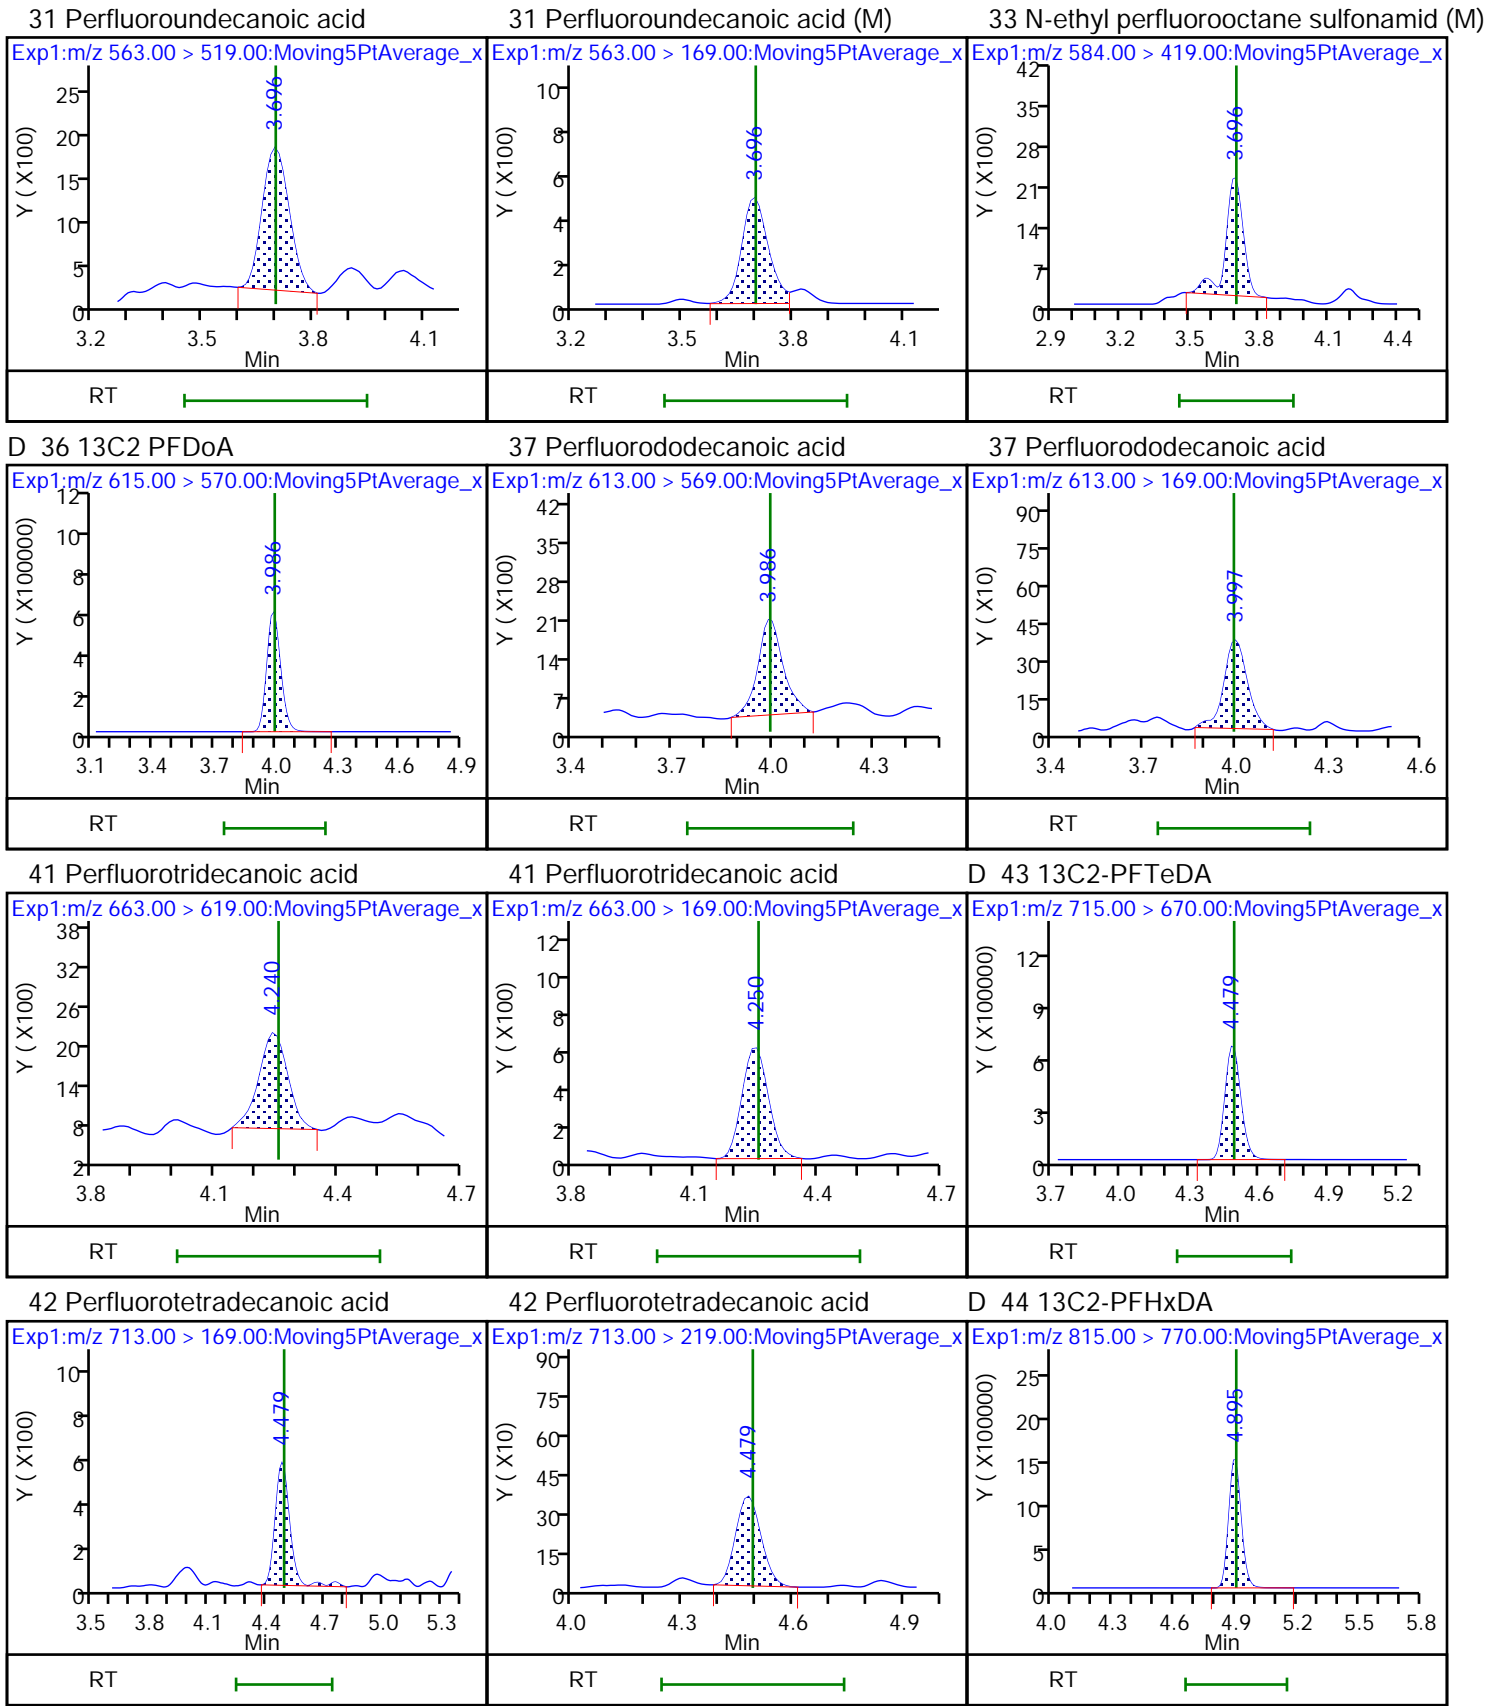 31 Perfluoroundecanoic acid
Exp1:m/z 563.00 > 519.00:Moving5PtAverage_x
Y ( X100)
25
20
15
10
5
0
3.696
3.2 3.5 3.8 4.1
Min
RT
31 Perfluoroundecanoic acid (M)
Exp1:m/z 563.00 > 169.00:Moving5PtAverage_x
Y ( X100)
10
8
6
4
2
0
3.696
3.2 3.5 3.8 4.1
Min
RT
33 N-ethyl perfluorooctane sulfonamid (M)
Exp1:m/z 584.00 > 419.00:Moving5PtAverage_x
Y ( X100)
42
35
28
21
14
7
0
3.696
2.9 3.2 3.5 3.8 4.1 4.4
Min
RT
D 36 13C2 PFDoA
Exp1:m/z 615.00 > 570.00:Moving5PtAverage_x
Y ( X100000)
12
10
8
6
4
2
0
3.986
3.1 3.4 3.7 4.0 4.3 4.6 4.9
Min
RT
37 Perfluorododecanoic acid
Exp1:m/z 613.00 > 569.00:Moving5PtAverage_x
Y ( X100)
42
35
28
21
14
7
0
3.986
3.4 3.7 4.0 4.3
Min
RT
37 Perfluorododecanoic acid
Exp1:m/z 613.00 > 169.00:Moving5PtAverage_x
Y ( X10)
90
75
60
45
30
15
0
3.997
3.4 3.7 4.0 4.3 4.6
Min
RT
41 Perfluorotridecanoic acid
Exp1:m/z 663.00 > 619.00:Moving5PtAverage_x
Y ( X100)
38
32
26
20
14
8
2
4.240
3.8 4.1 4.4 4.7
Min
RT
41 Perfluorotridecanoic acid
Exp1:m/z 663.00 > 169.00:Moving5PtAverage_x
Y ( X100)
12
10
8
6
4
2
0
4.250
3.8 4.1 4.4 4.7
Min
RT
D 43 13C2-PFTeDA
Exp1:m/z 715.00 > 670.00:Moving5PtAverage_x
Y ( X100000)
12
9
6
3
0
4.479
3.7 4.0 4.3 4.6 4.9 5.2
Min
RT
42 Perfluorotetradecanoic acid
Exp1:m/z 713.00 > 169.00:Moving5PtAverage_x
Y ( X100)
10
8
6
4
2
0
4.479
3.5 3.8 4.1 4.4 4.7 5.0 5.3
Min
RT
42 Perfluorotetradecanoic acid
Exp1:m/z 713.00 > 219.00:Moving5PtAverage_x
Y ( X10)
90
75
60
45
30
15
0
4.479
4.0 4.3 4.6 4.9
Min
RT
D 44 13C2-PFHxDA
Exp1:m/z 815.00 > 770.00:Moving5PtAverage_x
Y ( X100000)
25
20
15
10
5
0
4.895
4.0 4.3 4.6 4.9 5.2 5.5 5.8
Min
RT